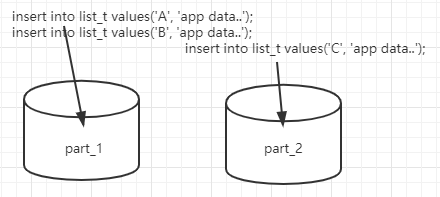 insert into list_t values('A', 'app data..');
insert into list_t values('B', 'app data..');
insert into list_t values('C', 'app data..');
part_1
part_2